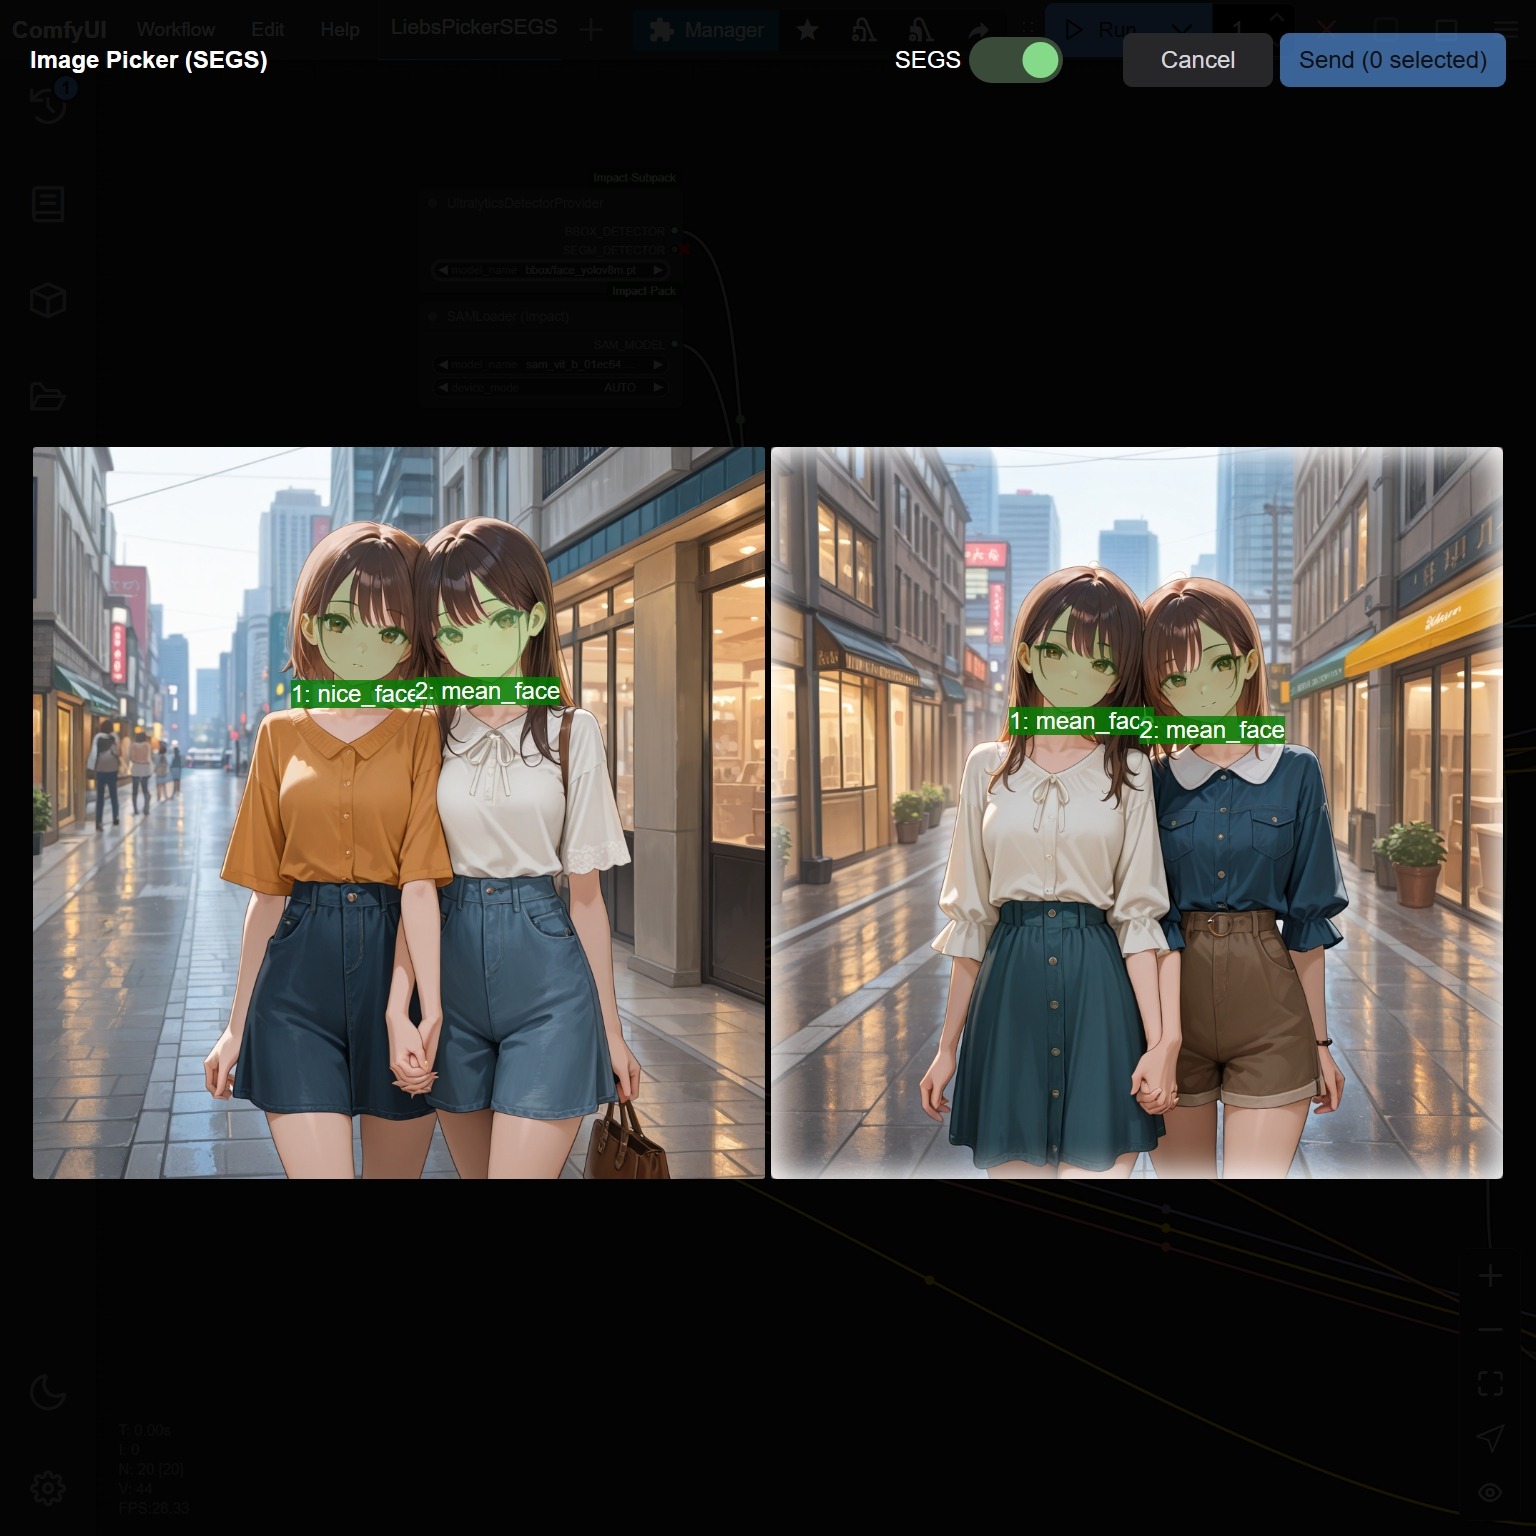 ComfyUI Workflow Edit Help LiebsPickerSEGS Manager Run 1
Image Picker (SEGS) SEGS Cancel Send (0 selected)
1
Impact-Subpack
UltralyticsDetectorProvider
BBOX_DETECTOR
SEGM_DETECTOR
model_name bbox/face_yolov8m.pt
Impact-Pack
SAMLoader (Impact)
SAM_MODEL
model_name sam_vit_b_01ec64...
device_mode AUTO
1: nice_face
2: mean_face
1: mean_fac
2: mean_face
T: 0.00s
I: 0
N: 20 [20]
V: 44
FPS:28.33